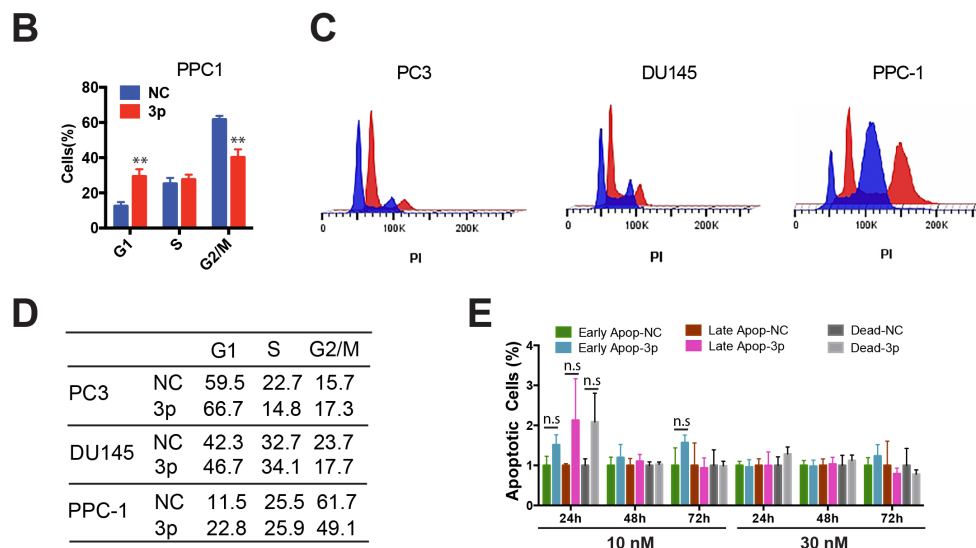 B
PPC1
NC
3p
Cells(%)
80
60
40
20
0
**
**
G1
S
G2/M
C
PC3
DU145
PPC-1
0
100K
200K
0
100K
200K
0
100K
200K
PI
PI
PI
D
G1 S G2/M
PC3 NC 59.5 22.7 15.7
3p 66.7 14.8 17.3
DU145 NC 42.3 32.7 23.7
3p 46.7 34.1 17.7
PPC-1 NC 11.5 25.5 61.7
3p 22.8 25.9 49.1
E
Early Apop-NC Late Apop-NC Dead-NC
Early Apop-3p Late Apop-3p Dead-3p
Apoptotic Cells (%)
4
3
2
1
0
n.s
n.s
n.s
n.s
24h 48h 72h 24h 48h 72h
10 nM 30 nM